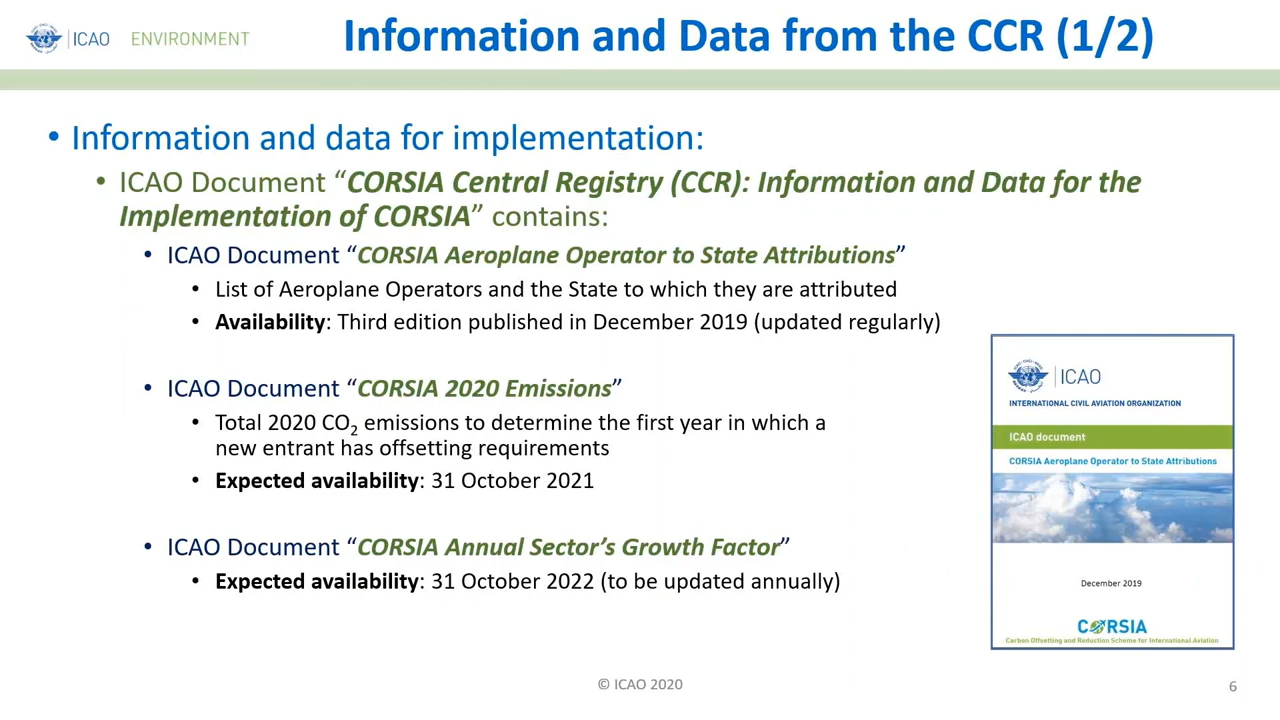 ICAO ENVIRONMENT
Information and Data from the CCR (1/2)
• Information and data for implementation:
• ICAO Document “CORSIA Central Registry (CCR): Information and Data for the
Implementation of CORSIA” contains:
• ICAO Document “CORSIA Aeroplane Operator to State Attributions”
• List of Aeroplane Operators and the State to which they are attributed
• Availability: Third edition published in December 2019 (updated regularly)
• ICAO Document “CORSIA 2020 Emissions”
• Total 2020 CO₂ emissions to determine the first year in which a
new entrant has offsetting requirements
• Expected availability: 31 October 2021
• ICAO Document “CORSIA Annual Sector’s Growth Factor”
• Expected availability: 31 October 2022 (to be updated annually)
ICAO
INTERNATIONAL CIVIL AVIATION ORGANIZATION
ICAO document
CORSIA Aeroplane Operator to State Attributions
December 2019
CORSIA
Carbon Offsetting and Reduction Scheme for International Aviation
© ICAO 2020
6